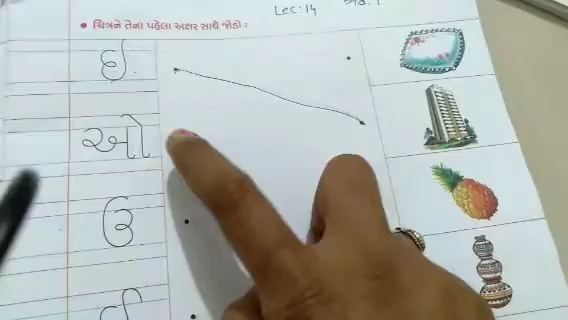 Lec:14
• ચિત્રને તેના પહેલા અક્ષર સાથે જોડો :
ઈ
ઓ
ઉ